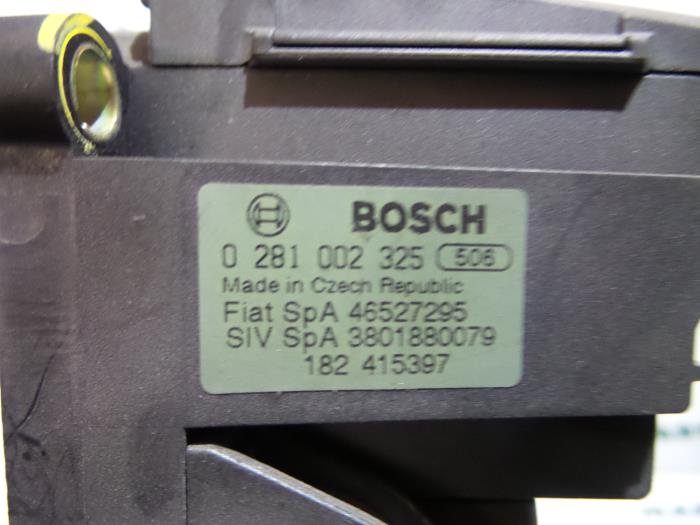 BOSCH
0 281 002 325 506
Made in Czech Republic
Fiat SpA 46527295
SIV SpA 3801880079
182 415397